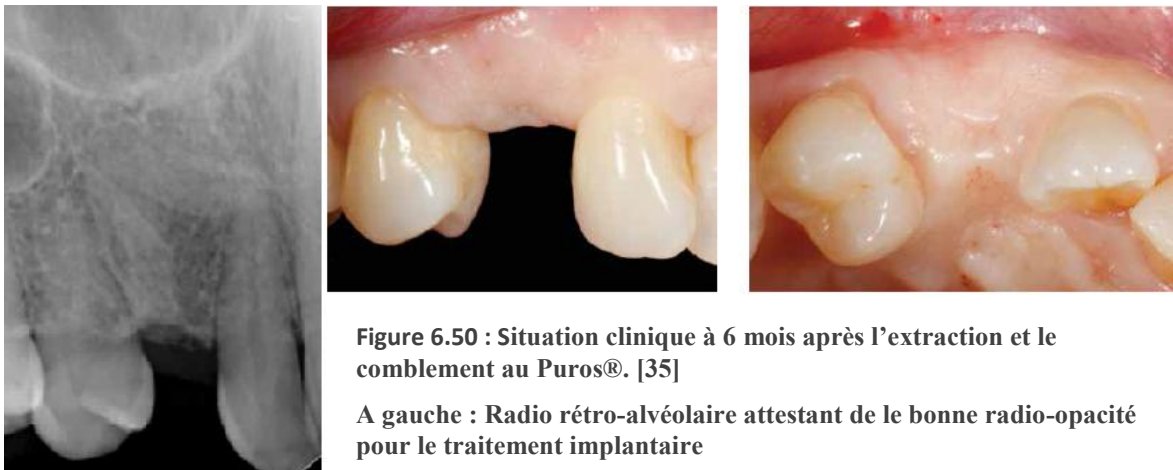 Figure 6.50 : Situation clinique à 6 mois après l’extraction et le
comblement au Puros®. [35]
A gauche : Radio rétro-alvéolaire attestant de le bonne radio-opacité
pour le traitement implantaire